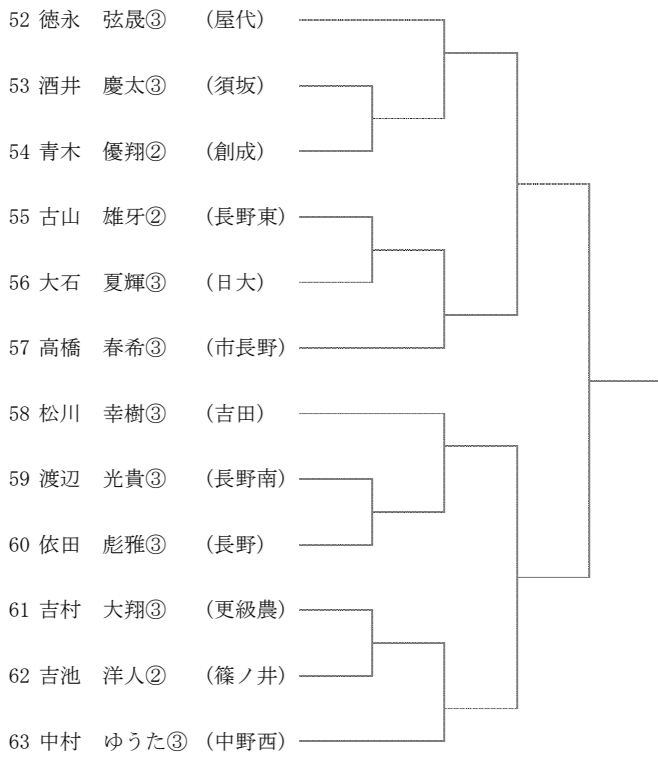 52 徳永 弦晟③ (屋代)
53 酒井 慶太③ (須坂)
54 青木 優翔② (創成)
55 古山 雄牙② (長野東)
56 大石 夏輝③ (日大)
57 高橋 春希③ (市長野)
58 松川 幸樹③ (吉田)
59 渡辺 光貴③ (長野南)
60 依田 彪雅③ (長野)
61 吉村 大翔③ (更級農)
62 吉池 洋人② (篠ノ井)
63 中村 ゆうた③ (中野西)